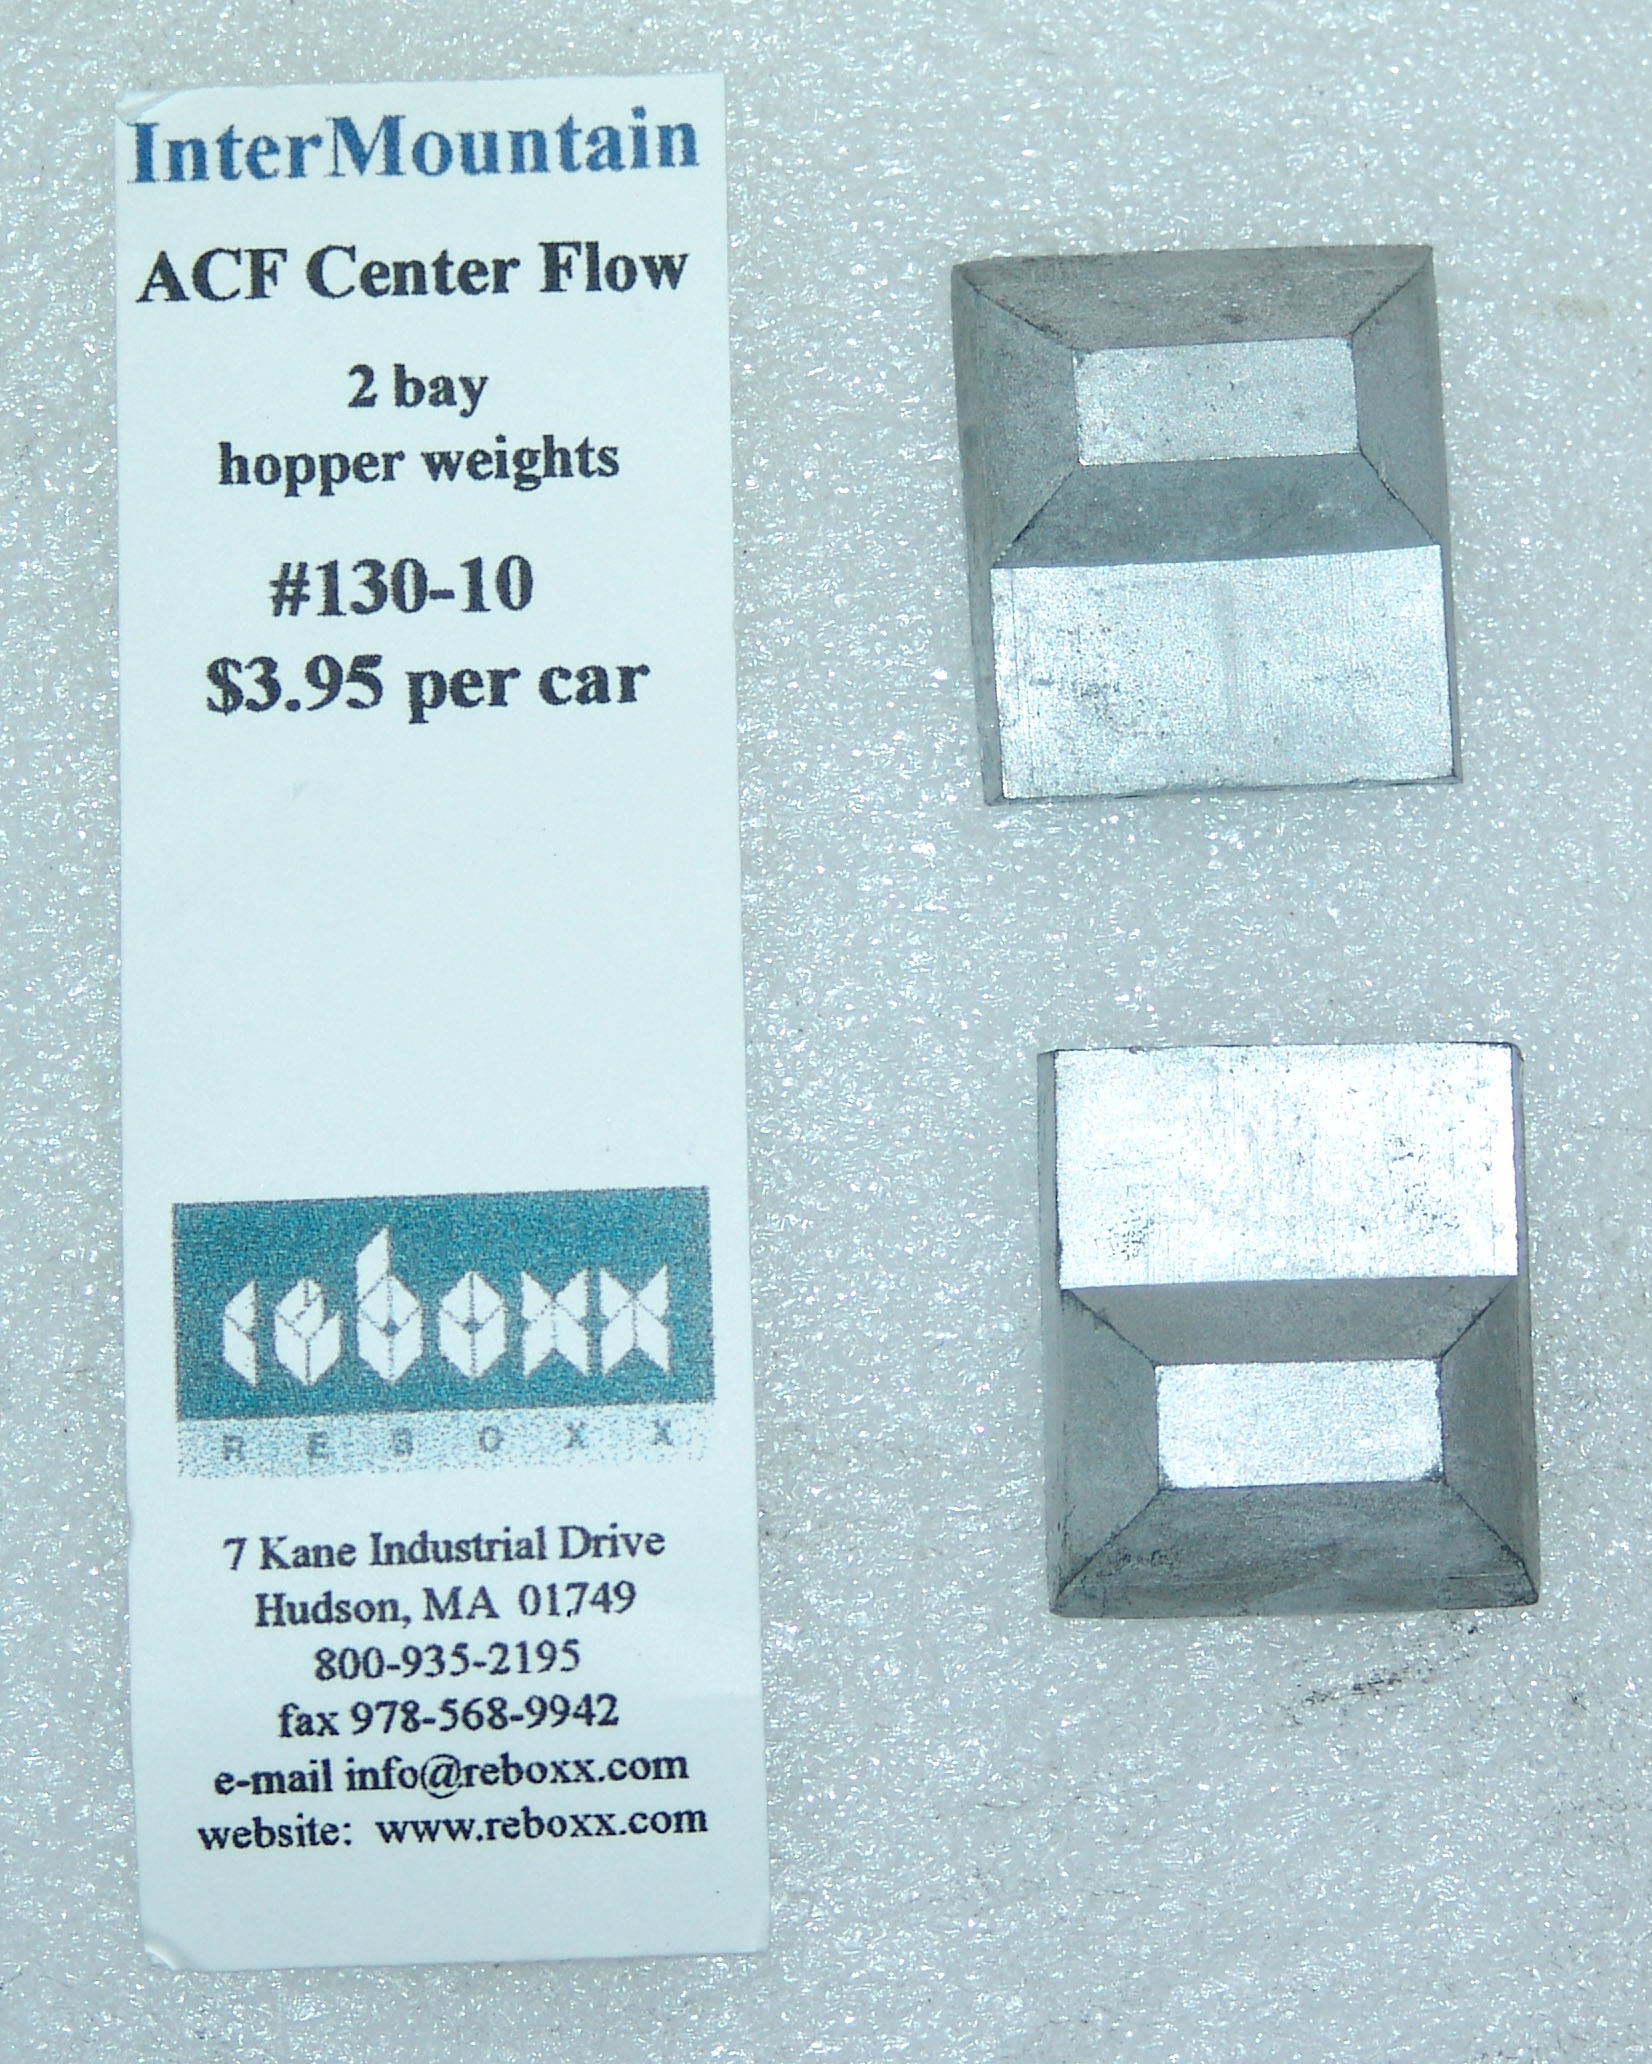 InterMountain
ACF Center Flow
2 bay
hopper weights
#130-10
$3.95 per car
reboxx
REBOXX
7 Kane Industrial Drive
Hudson, MA 01749
800-935-2195
fax 978-568-9942
e-mail info@reboxx.com
website: www.reboxx.com